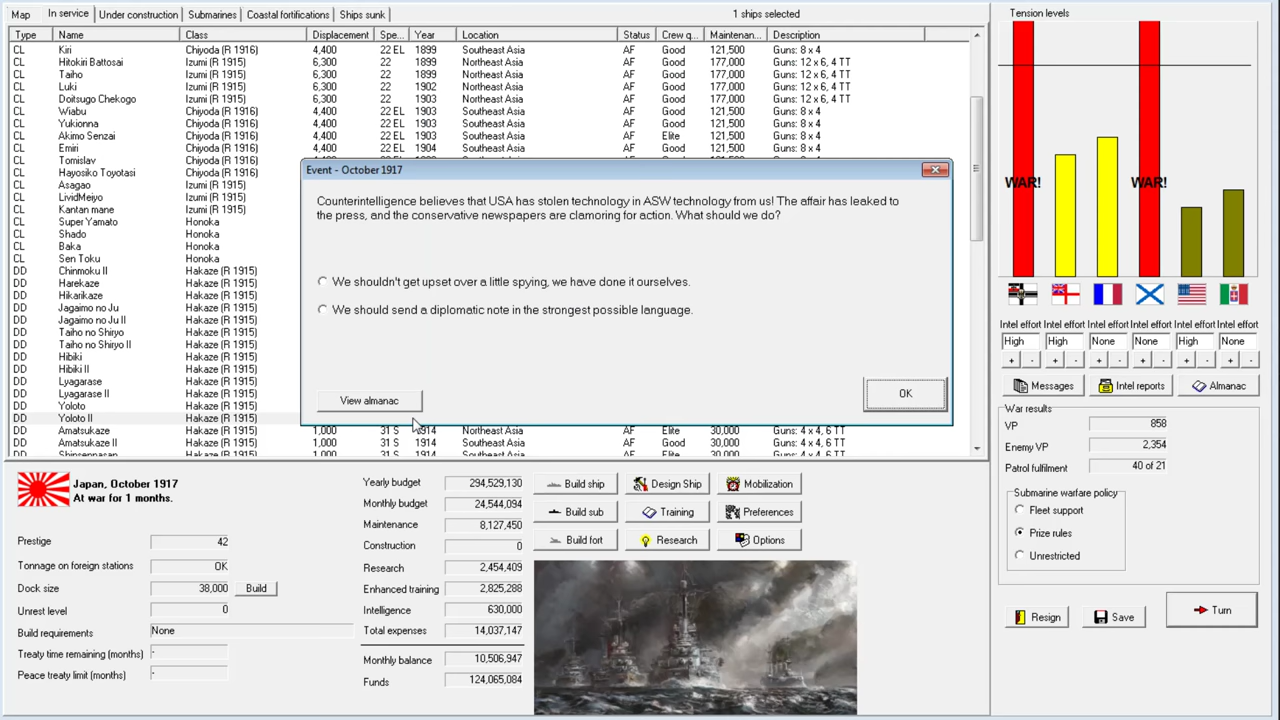 Map In service Under construction Submarines Coastal fortifications Ships sunk 1 ships selected
Type Name Class Displacement Spe... Year Location Status Crew q... Maintenan... Description
CL Kiri Chiyoda (R 1916) 4,400 22 EL 1899 Southeast Asia AF Good 121,500 Guns: 8 x 4
CL Hitokiri Battosai Izumi (R 1915) 6,300 22 1899 Northeast Asia AF Good 177,000 Guns: 12 x 6, 4 TT
CL Taiho Izumi (R 1915) 6,300 22 1899 Northeast Asia AF Good 177,000 Guns: 12 x 6, 4 TT
CL Luki Izumi (R 1915) 6,300 22 1902 Northeast Asia AF Good 177,000 Guns: 12 x 6, 4 TT
CL Doitsugo Chekogo Izumi (R 1915) 6,300 22 1903 Northeast Asia AF Good 177,000 Guns: 12 x 6, 4 TT
CL Wiabu Chiyoda (R 1916) 4,400 22 EL 1903 Southeast Asia AF Good 121,500 Guns: 8 x 4
CL Yukionna Chiyoda (R 1916) 4,400 22 EL 1903 Southeast Asia AF Good 121,500 Guns: 8 x 4
CL Akimo Senzai Chiyoda (R 1916) 4,400 22 EL 1903 Southeast Asia AF Elite 121,500 Guns: 8 x 4
CL Emiri Chiyoda (R 1916) 4,400 22 EL 1904 Southeast Asia AF Good 121,500 Guns: 8 x 4
CL Tomislav Chiyoda (R 1916)
CL Hayosiko Toyotasi Chiyoda (R 1916)
CL Asagao Izumi (R 1915)
CL LividMeiyo Izumi (R 1915)
CL Kantan mane Izumi (R 1915)
CL Super Yamato Honoka
CL Shado Honoka
CL Baka Honoka
CL Sen Toku Honoka
DD Chinmoku II Hakaze (R 1915)
DD Harekaze Hakaze (R 1915)
DD Hikarikaze Hakaze (R 1915)
DD Jagaimo no Ju Hakaze (R 1915)
DD Jagaimo no Ju II Hakaze (R 1915)
DD Taiho no Shiryo Hakaze (R 1915)
DD Taiho no Shiryo II Hakaze (R 1915)
DD Hibiki Hakaze (R 1915)
DD Hibiki II Hakaze (R 1915)
DD Lyagarase Hakaze (R 1915)
DD Lyagarase II Hakaze (R 1915)
DD Yoloto Hakaze (R 1915)
DD Yoloto II Hakaze (R 1915)
DD Amatsukaze Hakaze (R 1915) 1,000 31 S 1914 Northeast Asia AF Elite 30,000 Guns: 4 x 4, 6 TT
DD Amatsukaze II Hakaze (R 1915) 1,000 31 S 1914 Southeast Asia AF Good 30,000 Guns: 4 x 4, 6 TT
DD Shinsennasan Hakaze (R 1915) 1,000 31 S 1914 Southeast Asia AF Good 30,000 Guns: 4 x 4, 6 TT
Event - October 1917
Counterintelligence believes that USA has stolen technology in ASW technology from us! The affair has leaked to
the press, and the conservative newspapers are clamoring for action. What should we do?
We shouldn't get upset over a little spying, we have done it ourselves.
We should send a diplomatic note in the strongest possible language.
View almanac OK
Tension levels
WAR! WAR!
Intel effort Intel effort Intel effort Intel effort Intel effort Intel effort
High High None None High None
+ - + - + - + - + - + -
Messages Intel reports Almanac
War results
VP 858
Enemy VP 2,354
Patrol fulfilment 40 of 21
Submarine warfare policy
Fleet support
Prize rules
Unrestricted
Resign Save Turn
Japan, October 1917
At war for 1 months.
Prestige 42
Tonnage on foreign stations OK
Dock size 38,000 Build
Unrest level 0
Build requirements None
Treaty time remaining (months) -
Peace treaty limit (months) -
Yearly budget 294,529,130
Monthly budget 24,544,094
Maintenance 8,127,450
Construction 0
Research 2,454,409
Enhanced training 2,825,288
Intelligence 630,000
Total expenses 14,037,147
Monthly balance 10,506,947
Funds 124,065,084
Build ship Design Ship Mobilization
Build sub Training Preferences
Build fort Research Options